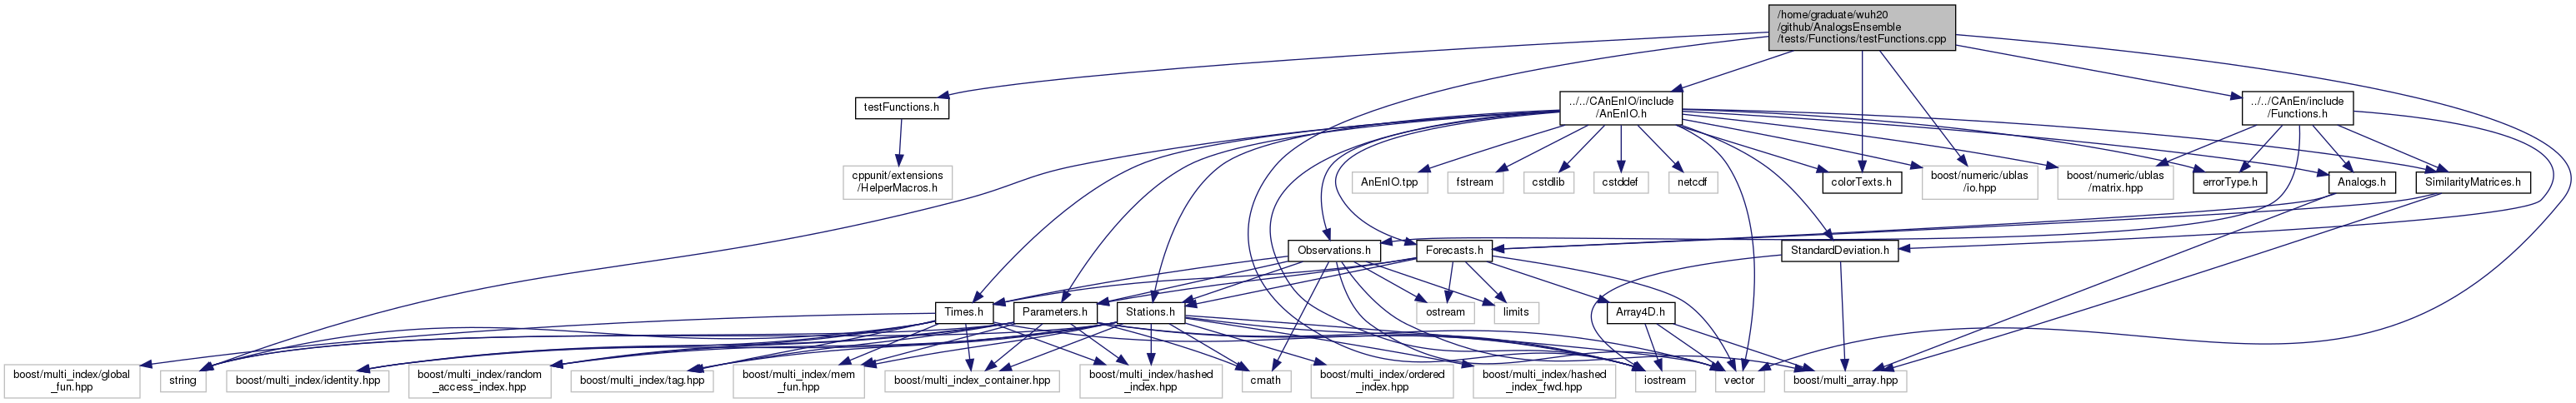 /home/graduate/wuh20
/github/AnalogsEnsemble
/tests/Functions/testFunctions.cpp
testFunctions.h
../../CAnEnIO/include
/AnEnIO.h
../../CAnEn/include
/Functions.h
cppunit/extensions
/HelperMacros.h
AnEnIO.tpp
fstream
cstdlib
cstddef
netcdf
colorTexts.h
boost/numeric/ublas
/io.hpp
boost/numeric/ublas
/matrix.hpp
errorType.h
Analogs.h
SimilarityMatrices.h
Observations.h
Forecasts.h
StandardDeviation.h
Times.h
Parameters.h
Stations.h
ostream
limits
Array4D.h
boost/multi_index/global
_fun.hpp
string
boost/multi_index/identity.hpp
boost/multi_index/random
_access_index.hpp
boost/multi_index/tag.hpp
boost/multi_index/mem
_fun.hpp
boost/multi_index_container.hpp
boost/multi_index/hashed
_index.hpp
cmath
boost/multi_index/ordered
_index.hpp
boost/multi_index/hashed
_index_fwd.hpp
iostream
vector
boost/multi_array.hpp